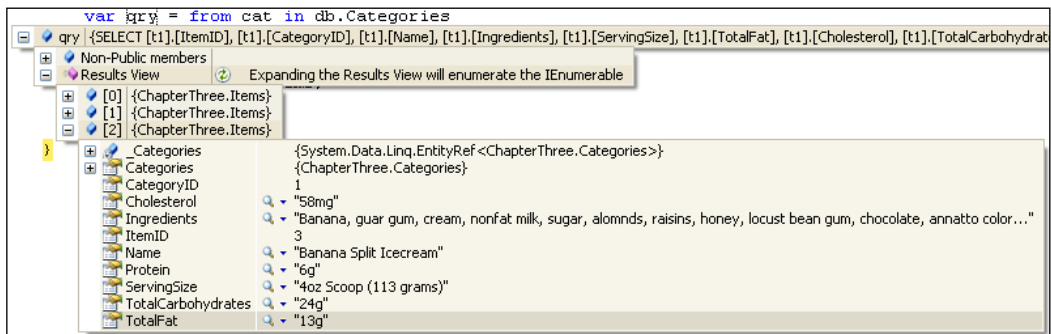 var qry = from cat in db.Categories
qry {SELECT [t1].[ItemID], [t1].[CategoryID], [t1].[Name], [t1].[Ingredients], [t1].[ServingSize], [t1].[TotalFat], [t1].[Cholesterol], [t1].[TotalCarbohydrat
Non-Public members
Results View Expanding the Results View will enumerate the IEnumerable
[0] {ChapterThree.Items}
[1] {ChapterThree.Items}
[2] {ChapterThree.Items}
} _Categories {System.Data.Linq.EntityRef<ChapterThree.Categories>}
Categories {ChapterThree.Categories}
CategoryID 1
Cholesterol "58mg"
Ingredients "Banana, guar gum, cream, nonfat milk, sugar, alomnds, raisins, honey, locust bean gum, chocolate, annatto color..."
ItemID 3
Name "Banana Split Icecream"
Protein "6g"
ServingSize "4oz Scoop (113 grams)"
TotalCarbohydrates "24g"
TotalFat "13g"